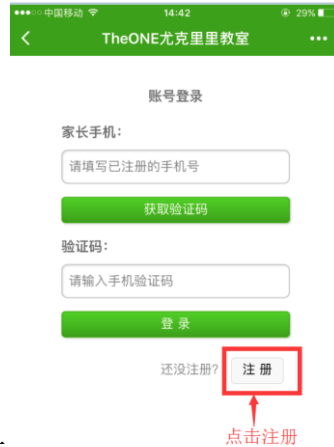 中国移动 14:42 29%
TheONE尤克里里教室
账号登录
家长手机：
请填写已注册的手机号
获取验证码
验证码：
请输入手机验证码
登 录
还没注册? 注 册
点击注册